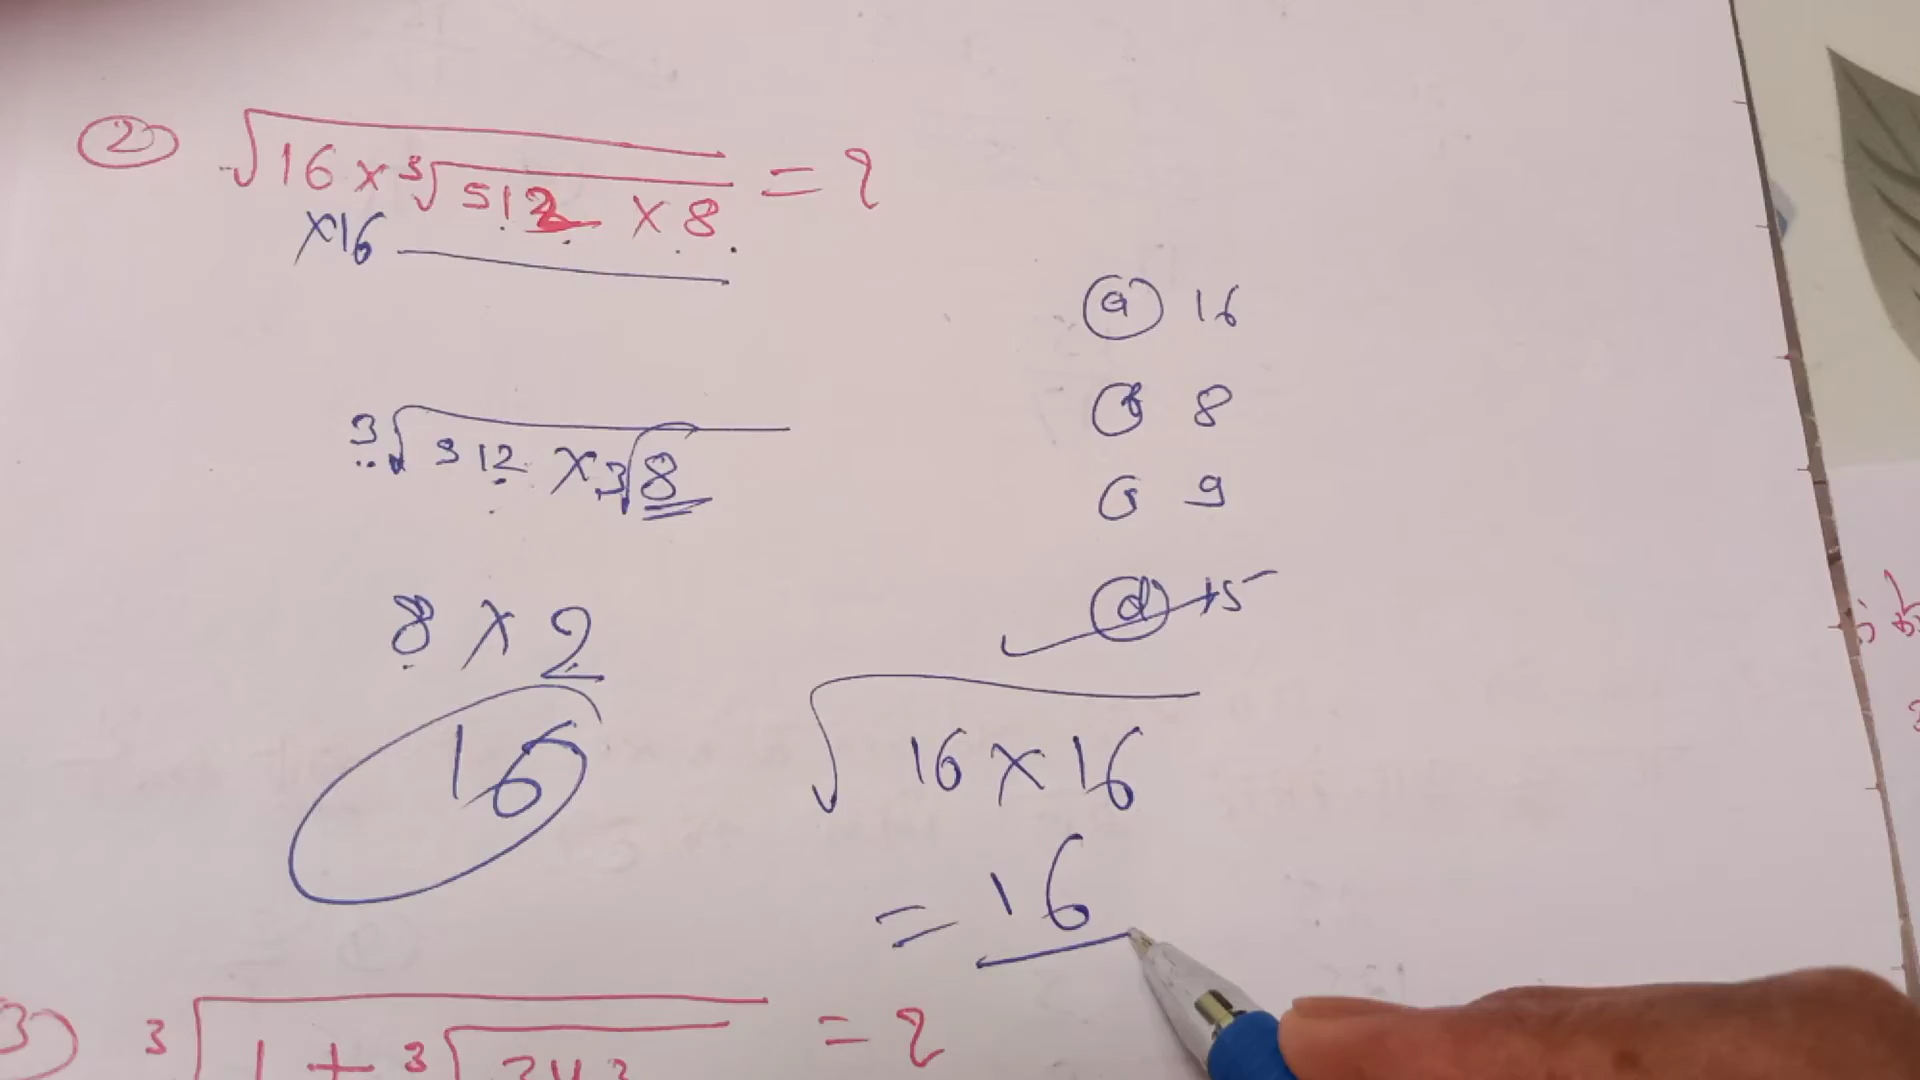 ② √16 × ³√512 × 8 = ?
×16
³√512 × ³√8
8 × 2
16
ⓐ 16
8
9
ⓓ 15
√16 × 16
= 16
3) ³√1 + ³√343 = ?